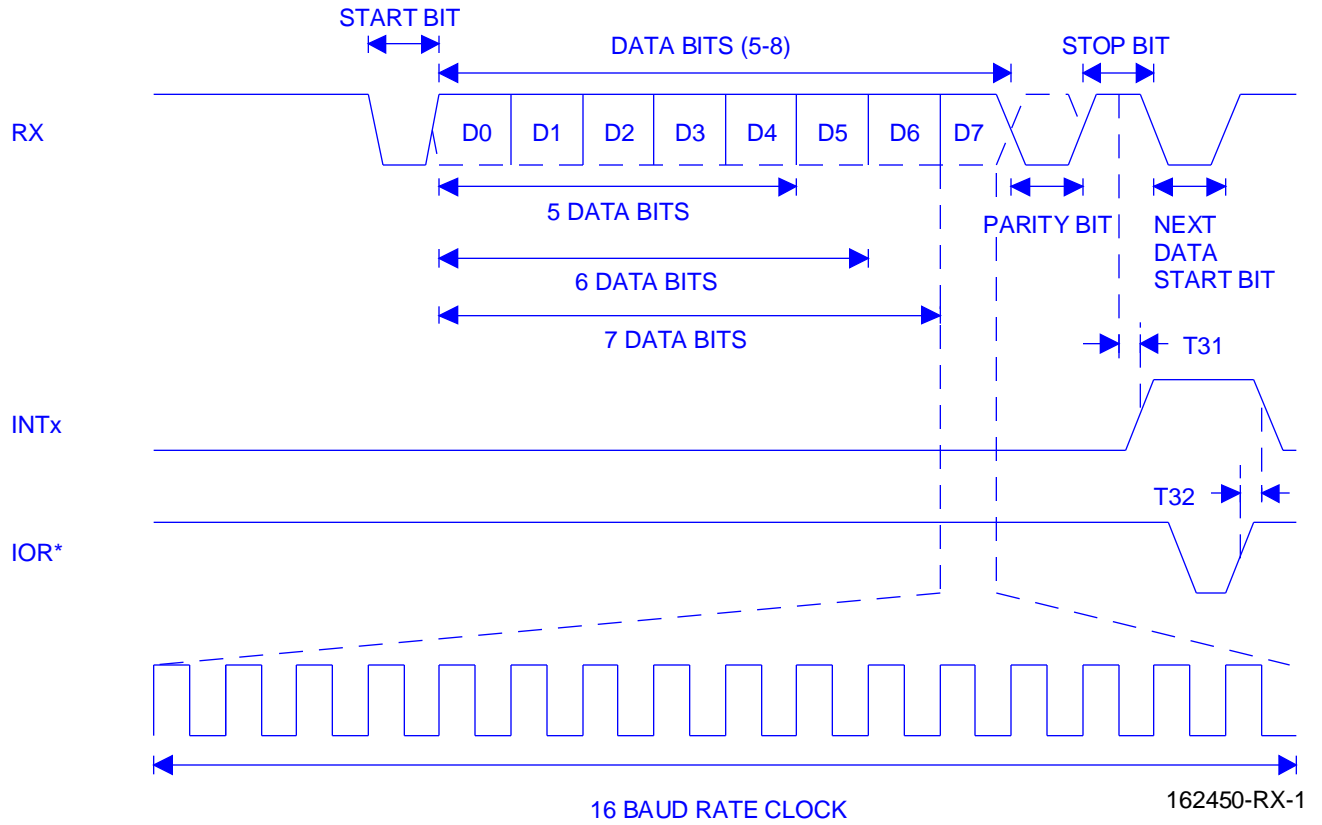 START BIT
DATA BITS (5-8)
STOP BIT
RX
D0 D1 D2 D3 D4 D5 D6 D7
5 DATA BITS
PARITY BIT
NEXT
DATA
START BIT
6 DATA BITS
7 DATA BITS
T31
INTx
T32
IOR*
16 BAUD RATE CLOCK
162450-RX-1